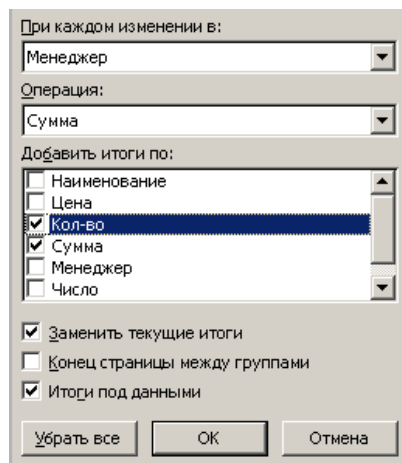 При каждом изменении в:
Менеджер
Операция:
Сумма
Добавить итоги по:
Наименование
Цена
Кол-во
Сумма
Менеджер
Число
Заменить текущие итоги
Конец страницы между группами
Итоги под данными
Убрать все ОК Отмена